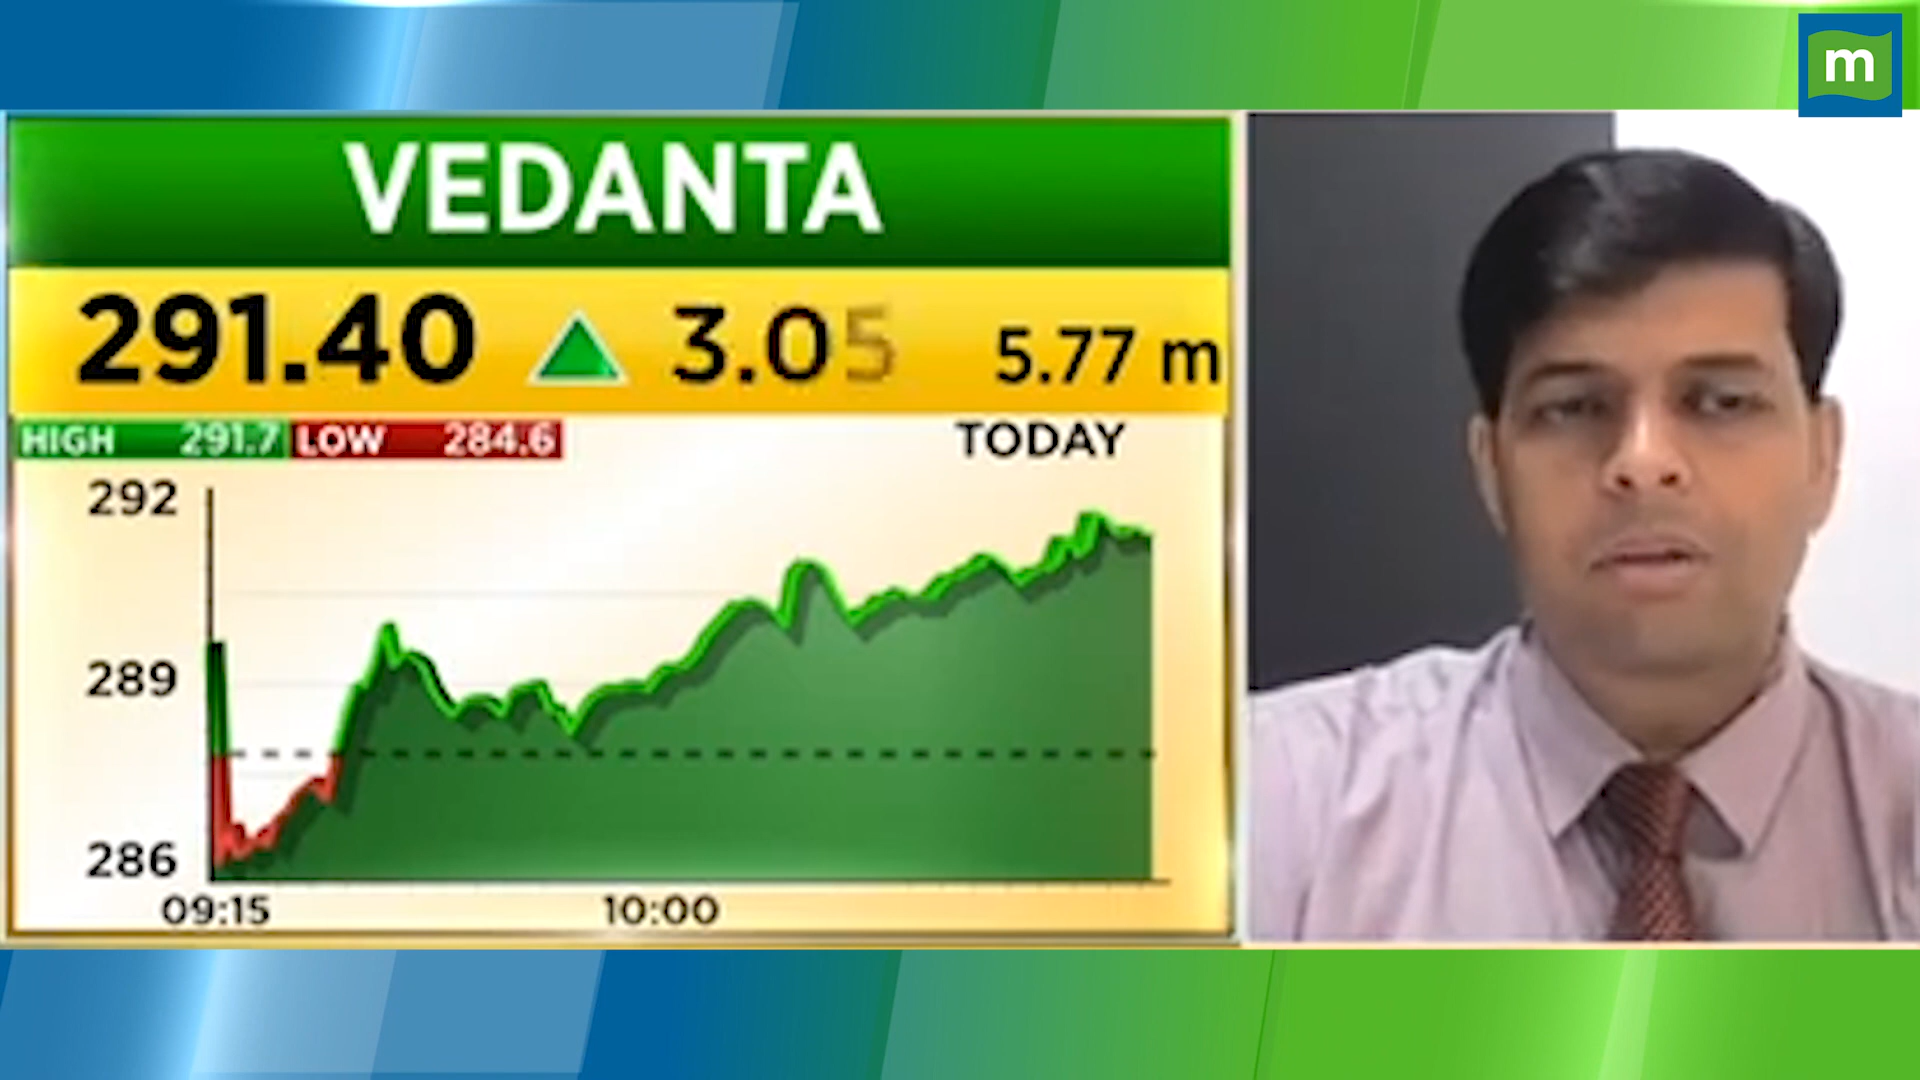 m
VEDANTA
291.40 ▲ 3.05 5.77 m
HIGH 291.7 LOW 284.6 TODAY
292
289
286
09:15 10:00